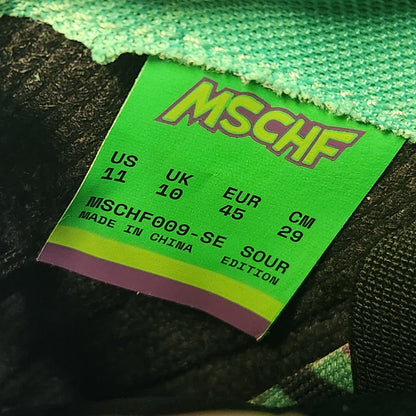 MSCHF
US UK EUR CM
11 10 45 29
MSCHF009-SE SOUR
MADE IN CHINA EDITION